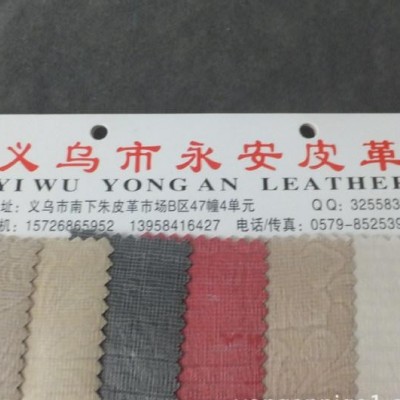 义乌市永安皮革
YIWU YONGAN LEATHER
址：义乌市南下朱皮革市场B区47幢4单元 QQ: 325583
机：15726865952 13958416427 电话/传真：0579-852539